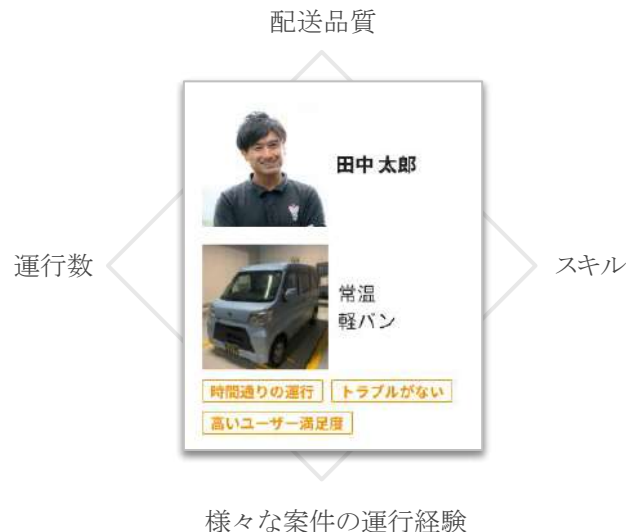 配送品質
田中 太郎
運行数
スキル
常温
軽バン
時間通りの運行 トラブルがない
高いユーザー満足度
様々な案件の運行経験